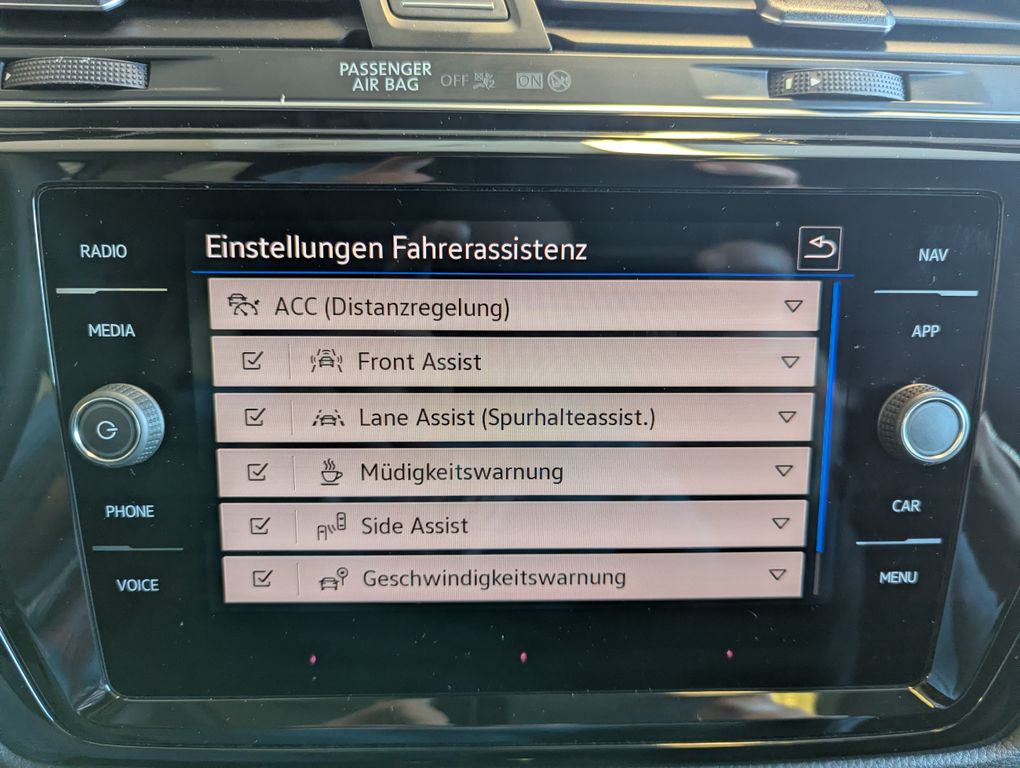 PASSENGER
AIR BAG OFF ON
RADIO
MEDIA
PHONE
VOICE
Einstellungen Fahrerassistenz
ACC (Distanzregelung)
Front Assist
Lane Assist (Spurhalteassist.)
Müdigkeitswarnung
Side Assist
Geschwindigkeitswarnung
NAV
APP
CAR
MENU